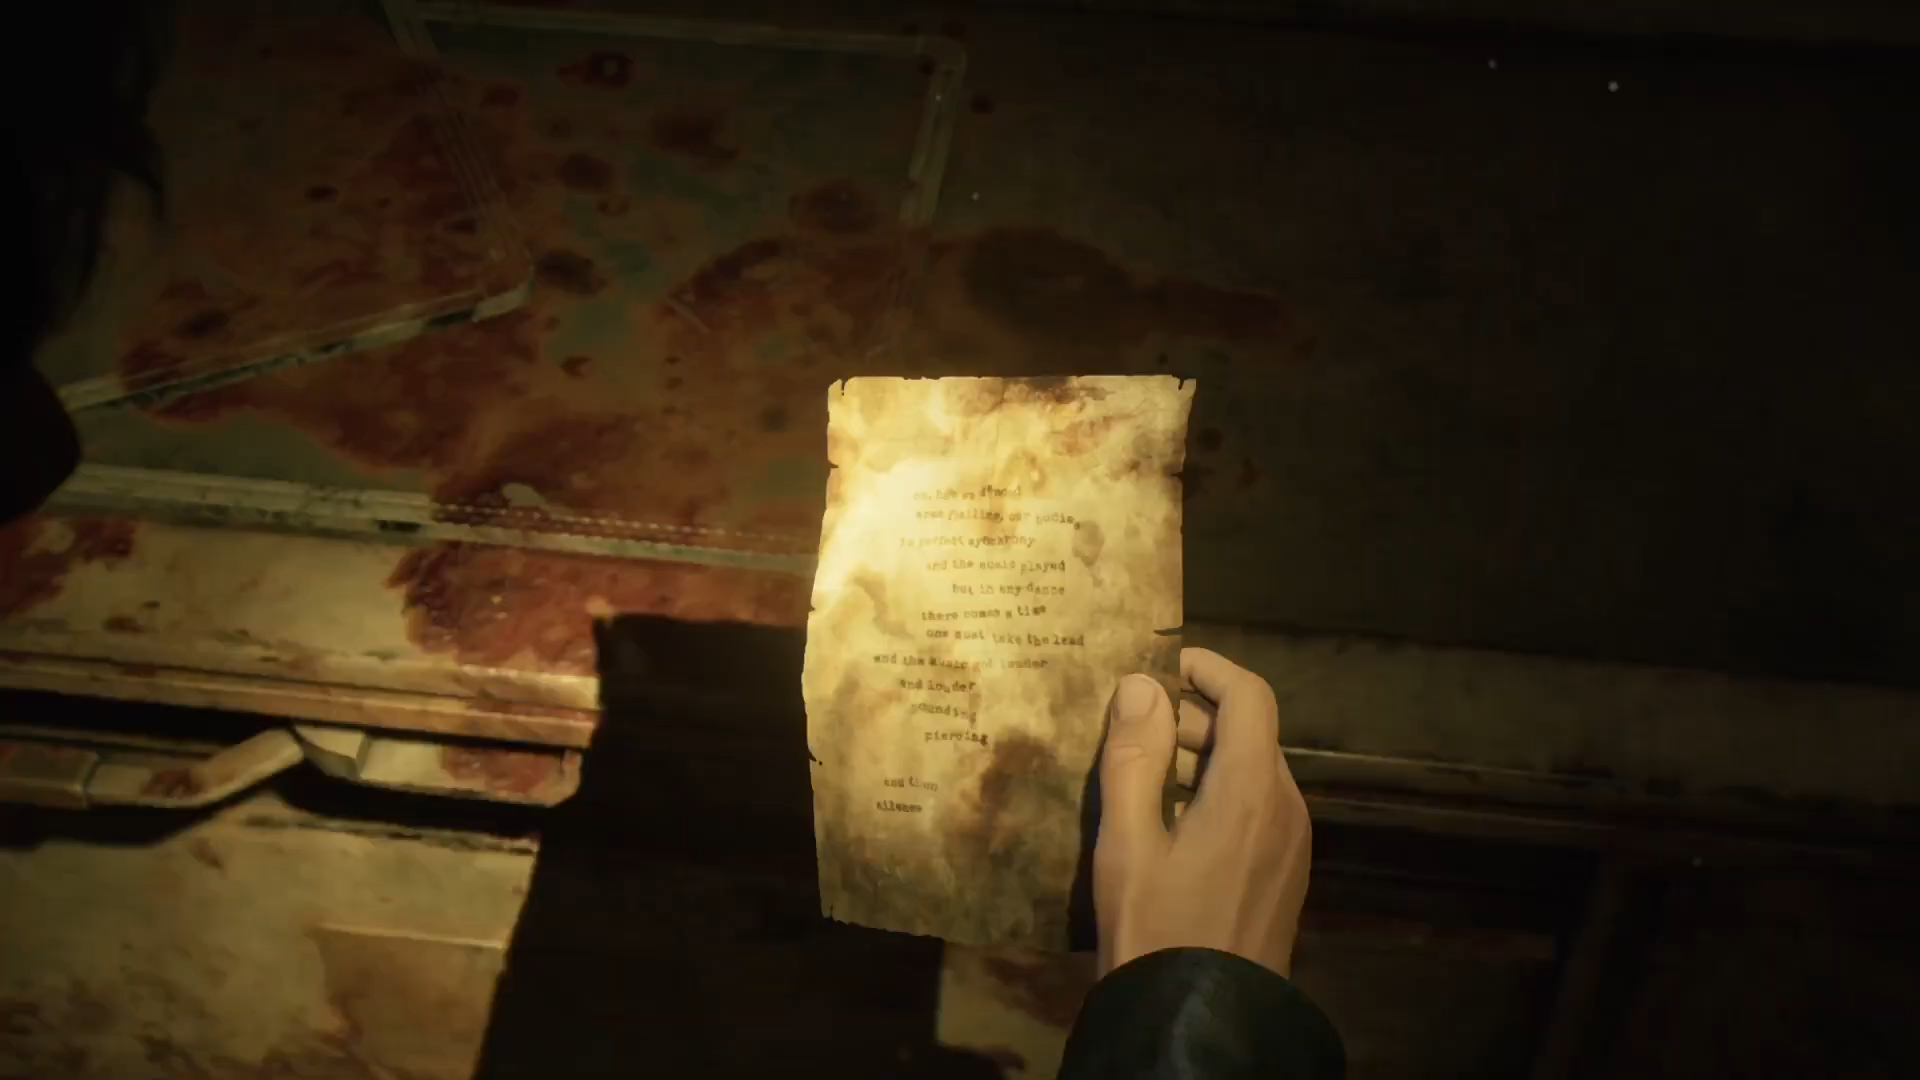 oh, how we danced
arms flailing, our bodies
in perfect synchrony
and the music played
but in any dance
there comes a time
one must take the lead
and the music got louder
and louder
pounding
piercing
and then
silence